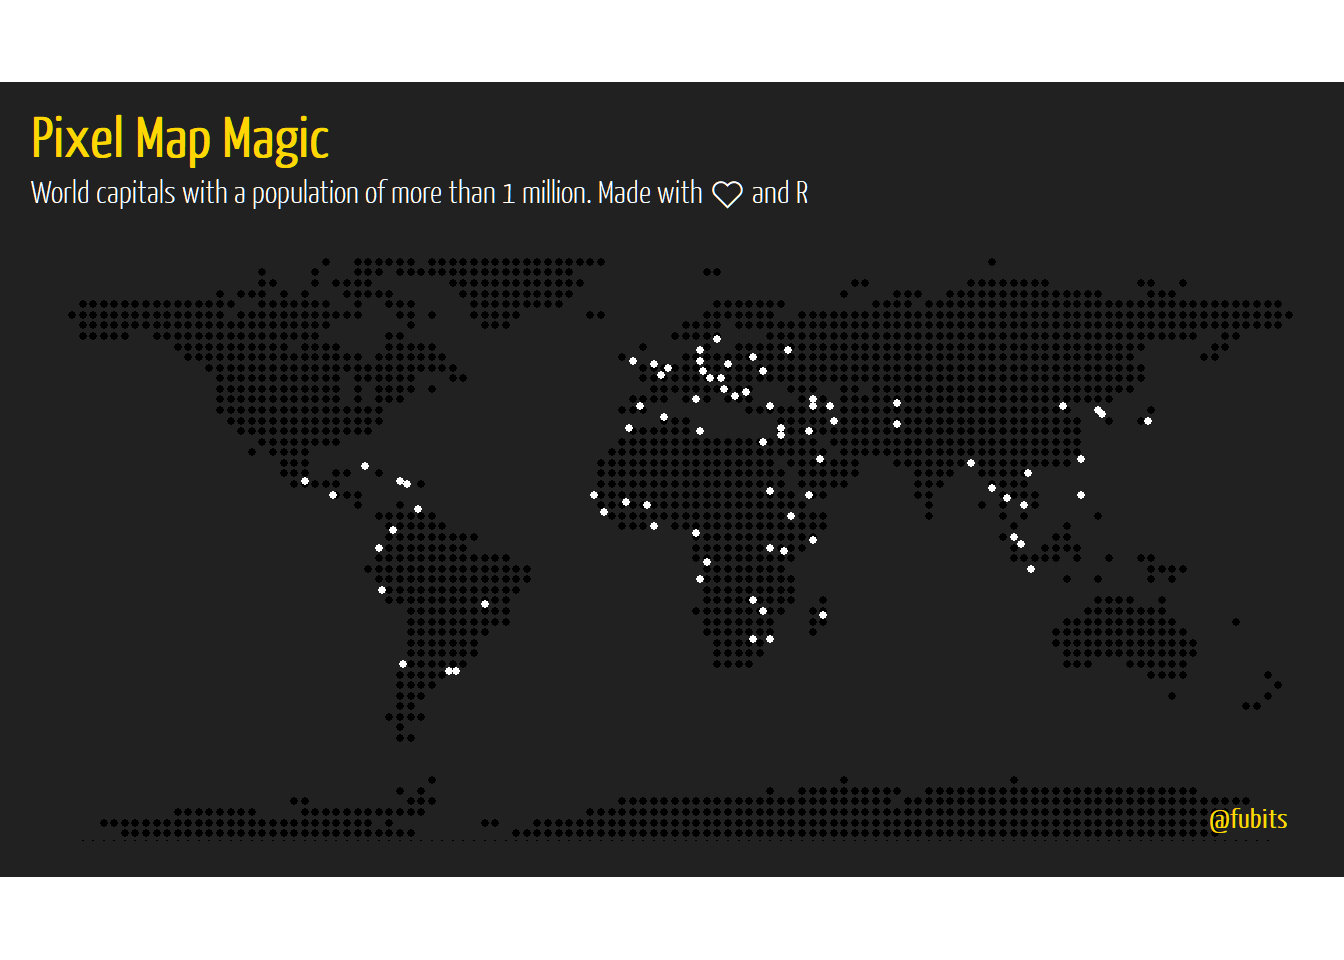 Pixel Map Magic
World capitals with a population of more than 1 million. Made with ♡ and R
@fubits